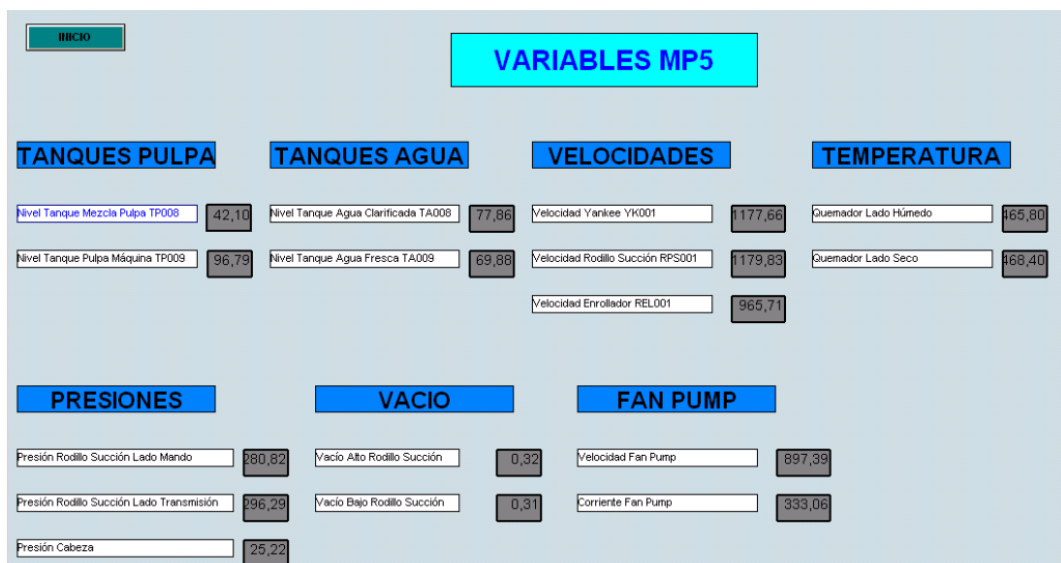 INICIO
VARIABLES MP5
TANQUES PULPA
Nivel Tanque Mezcla Pulpa TP008 42,10
Nivel Tanque Pulpa Máquina TP009 96,79
TANQUES AGUA
Nivel Tanque Agua Clarificada TA008 77,86
Nivel Tanque Agua Fresca TA009 69,88
VELOCIDADES
Velocidad Yankee YK001 1177,66
Velocidad Rodillo Succión RPS001 1179,83
Velocidad Enrollador REL001 965,71
TEMPERATURA
Quemador Lado Húmedo 465,80
Quemador Lado Seco 468,40
PRESIONES
Presión Rodillo Succión Lado Mando 280,82
Presión Rodillo Succión Lado Transmisión 296,29
Presión Cabeza 25,22
VACIO
Vacío Alto Rodillo Succión 0,32
Vacío Bajo Rodillo Succión 0,31
FAN PUMP
Velocidad Fan Pump 897,39
Corriente Fan Pump 333,06